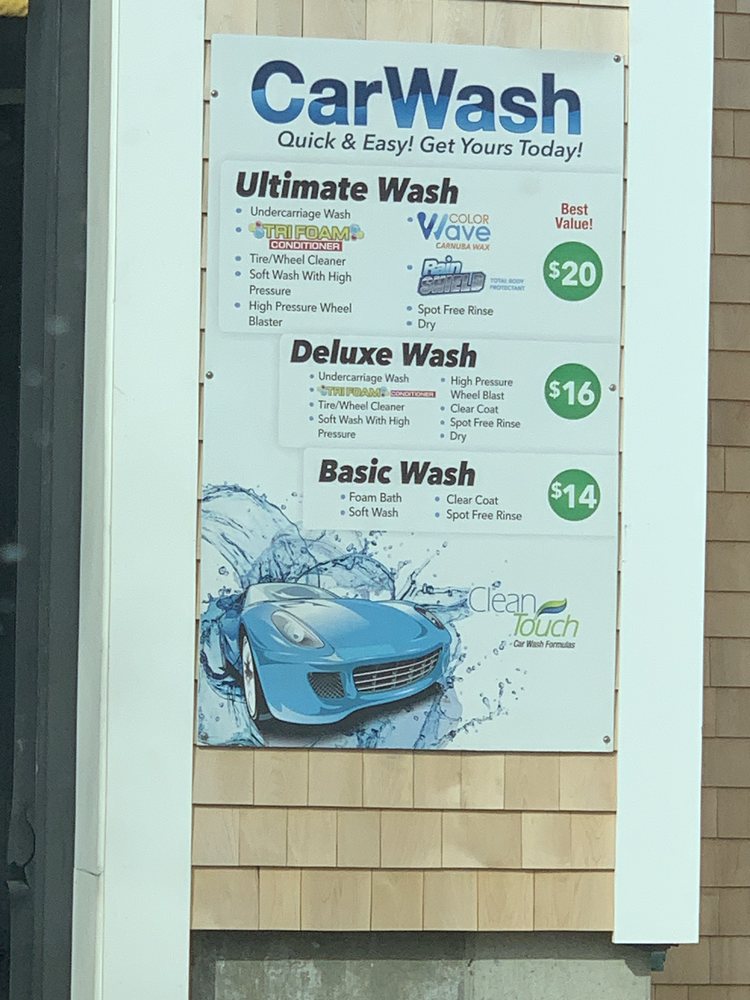 CarWash
Quick & Easy! Get Yours Today!
Ultimate Wash
• Undercarriage Wash
• TRI FOAM
CONDITIONER
• Tire/Wheel Cleaner
• Soft Wash With High
Pressure
• High Pressure Wheel
Blaster
• COLOR
Wave
CARNUBA WAX
• Rain
SHIELD TOTAL BODY
PROTECTANT
• Spot Free Rinse
• Dry
Best
Value!
$20
Deluxe Wash
• Undercarriage Wash
• TRI FOAM CONDITIONER
• Tire/Wheel Cleaner
• Soft Wash With High
Pressure
• High Pressure
Wheel Blast
• Clear Coat
• Spot Free Rinse
• Dry
$16
Basic Wash
• Foam Bath
• Soft Wash
• Clear Coat
• Spot Free Rinse
$14
Clean
Touch
Car Wash Formulas